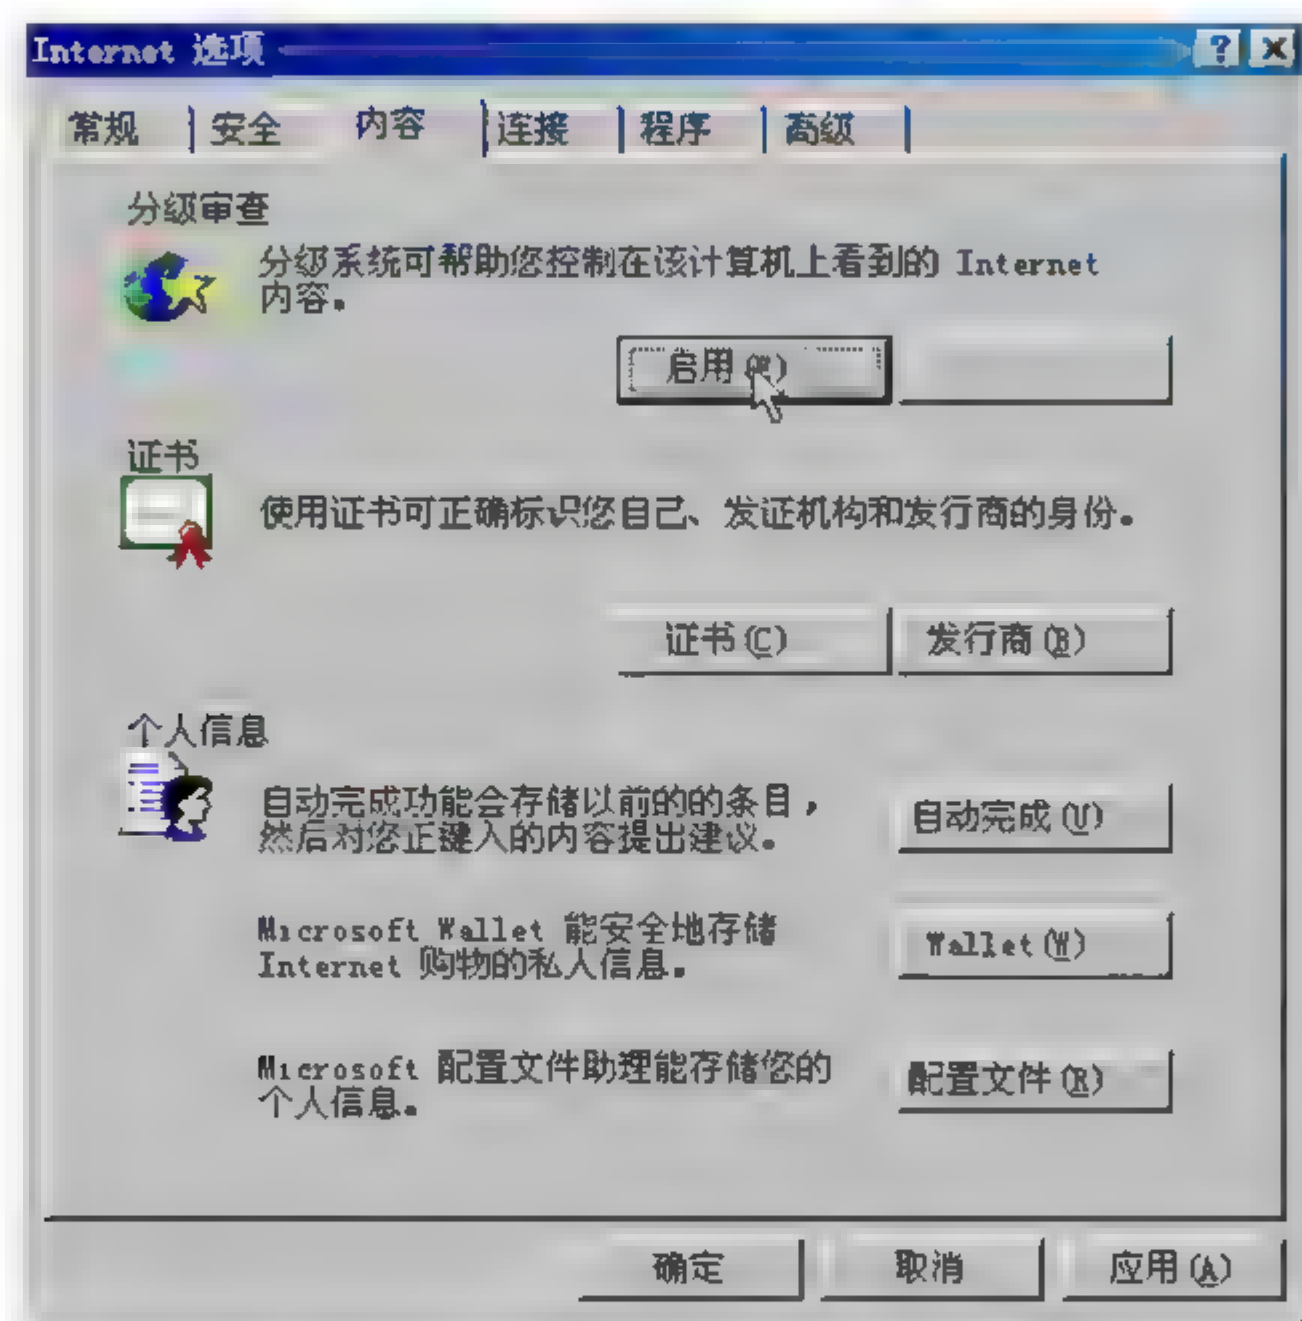 Internet 选项
常规 安全 内容 连接 程序 高级
分级审查
分级系统可帮助您控制在该计算机上看到的 Internet
内容。
启用
证书
使用证书可正确标识您自己、发证机构和发行商的身份。
证书(C) 发行商(B)
个人信息
自动完成功能会存储以前的的条目，
然后对您正键入的内容提出建议。
自动完成(U)
Microsoft Wallet 能安全地存储
Internet 购物的私人信息。
Wallet(W)
Microsoft 配置文件助理能存储您的
个人信息。
配置文件(R)
确定 取消 应用(A)